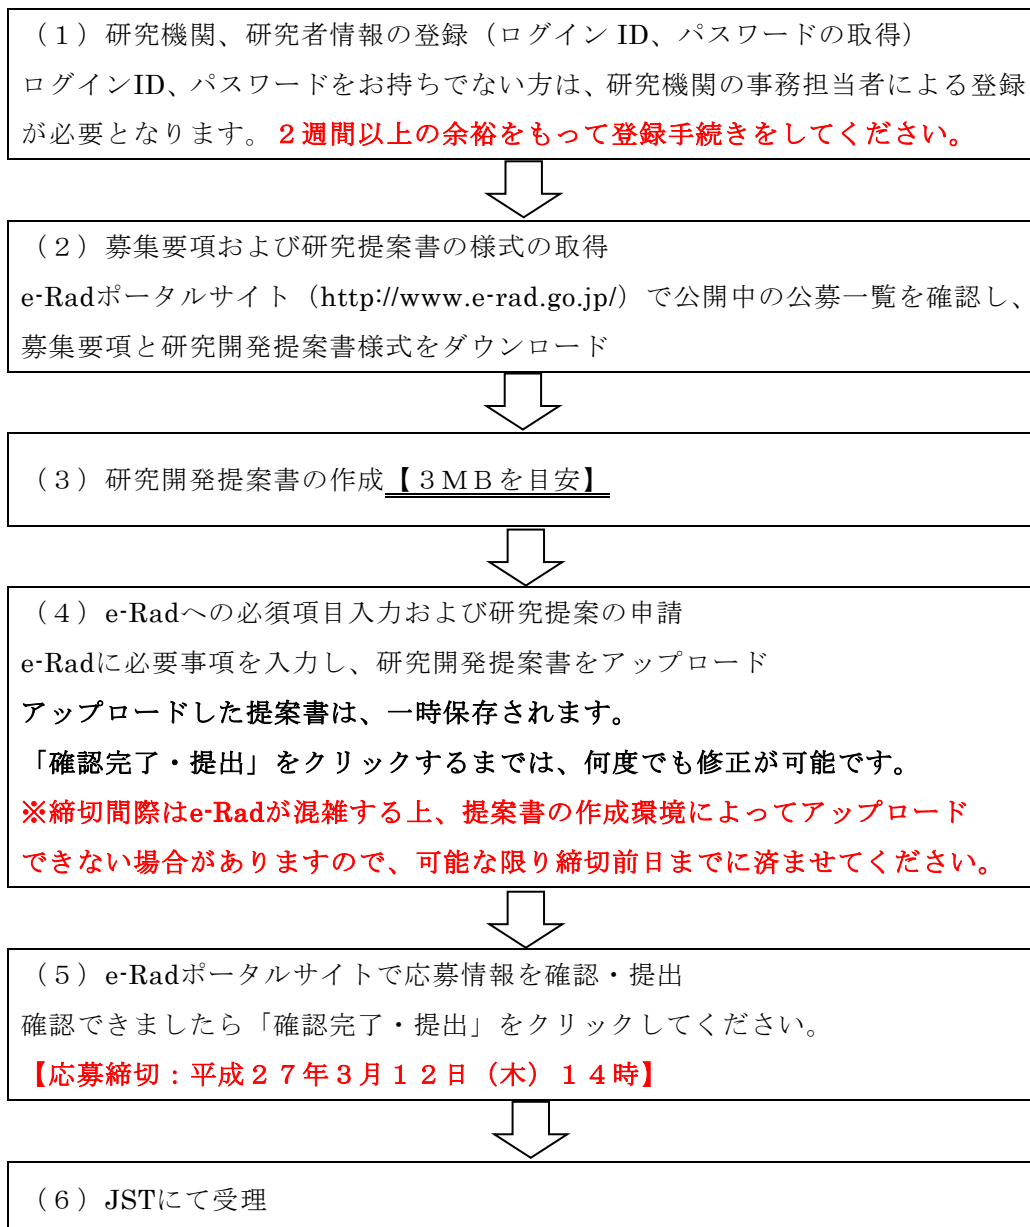 （１）研究機関、研究者情報の登録（ログイン ID、パスワードの取得）
ログインID、パスワードをお持ちでない方は、研究機関の事務担当者による登録
が必要となります。２週間以上の余裕をもって登録手続きをしてください。
（２）募集要項および研究提案書の様式の取得
e-Radポータルサイト（http://www.e-rad.go.jp/）で公開中の公募一覧を確認し、
募集要項と研究開発提案書様式をダウンロード
（３）研究開発提案書の作成【３ＭＢを目安】
（４）e-Radへの必須項目入力および研究提案の申請
e-Radに必要事項を入力し、研究開発提案書をアップロード
アップロードした提案書は、一時保存されます。
「確認完了・提出」をクリックするまでは、何度でも修正が可能です。
※締切間際はe-Radが混雑する上、提案書の作成環境によってアップロード
できない場合がありますので、可能な限り締切前日までに済ませてください。
（５）e-Radポータルサイトで応募情報を確認・提出
確認できましたら「確認完了・提出」をクリックしてください。
【応募締切：平成２７年３月１２日（木）１４時】
（６）JSTにて受理